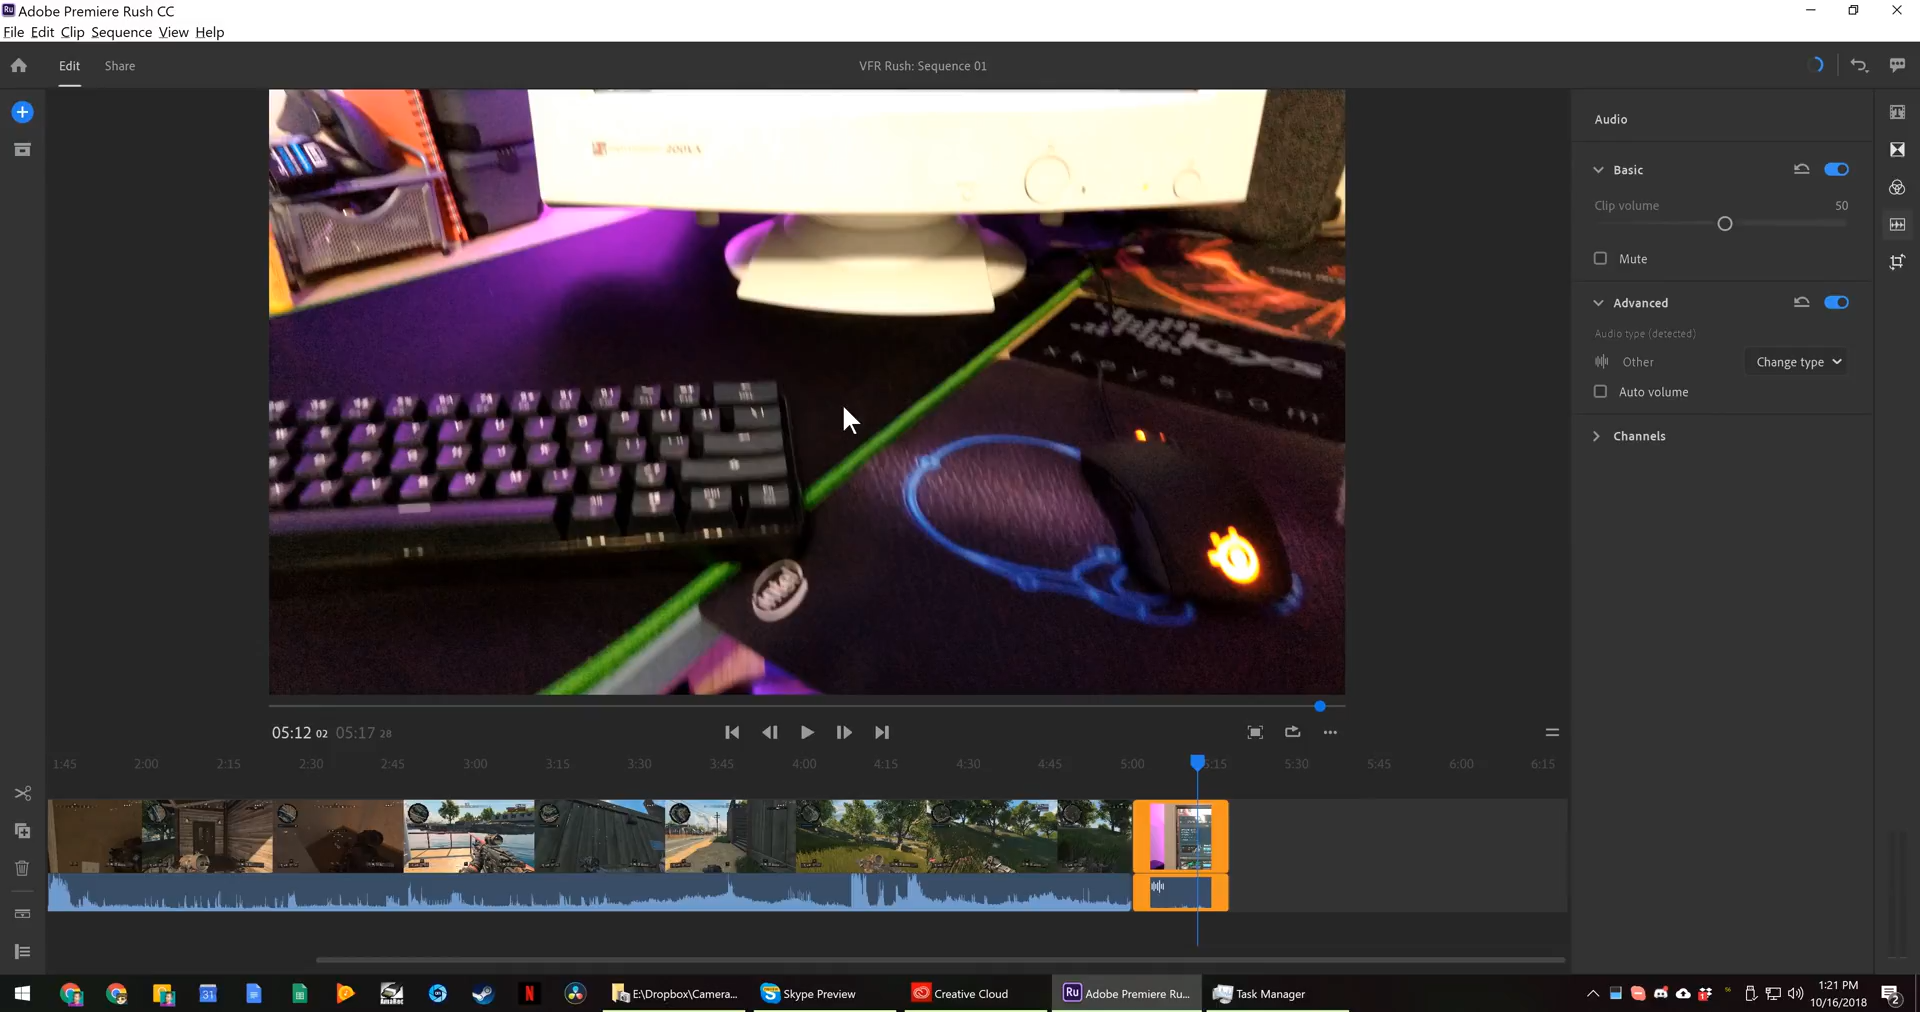 Adobe Premiere Rush CC
File Edit Clip Sequence View Help
Edit Share
VFR Rush: Sequence 01
Audio
Basic
Clip volume 50
Mute
Advanced
Audio type (detected)
Other
Change type
Auto volume
Channels
intel
05:12 02 05:17 28
1:45 2:00 2:15 2:30 2:45 3:00 3:15 3:30 3:45 4:00 4:15 4:30 4:45 5:00 5:15 5:30 5:45 6:00 6:15
E:\Dropbox\Camera...
Skype Preview
Creative Cloud
Ru
Adobe Premiere Ru...
Task Manager
1:21 PM
10/16/2018
2